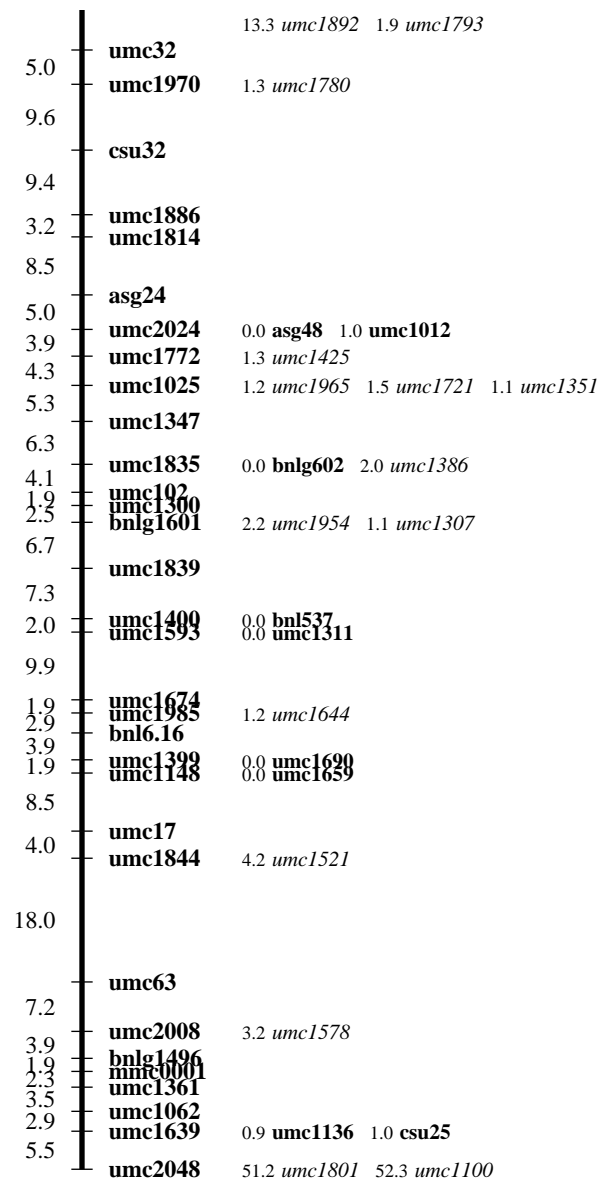 13.3 umc1892 1.9 umc1793
umc32
5.0
umc1970 1.3 umc1780
9.6
csu32
9.4
umc1886
3.2
umc1814
8.5
asg24
5.0
umc2024 0.0 asg48 1.0 umc1012
3.9
umc1772 1.3 umc1425
4.3
umc1025 1.2 umc1965 1.5 umc1721 1.1 umc1351
5.3
umc1347
6.3
umc1835 0.0 bnlg602 2.0 umc1386
4.1
umc102
1.9
umc1300
2.5
bnlg1601 2.2 umc1954 1.1 umc1307
6.7
umc1839
7.3
umc1400 0.0 bnl537
2.0
umc1593 0.0 umc1311
9.9
umc1674
1.9
umc1985 1.2 umc1644
2.9
bnl6.16
3.9
umc1399 0.0 umc1690
1.9
umc1148 0.0 umc1659
8.5
umc17
4.0
umc1844 4.2 umc1521
18.0
umc63
7.2
umc2008 3.2 umc1578
3.9
bnlg1496
1.9
mmc0001
2.3
umc1361
3.5
umc1062
2.9
umc1639 0.9 umc1136 1.0 csu25
5.5
umc2048 51.2 umc1801 52.3 umc1100